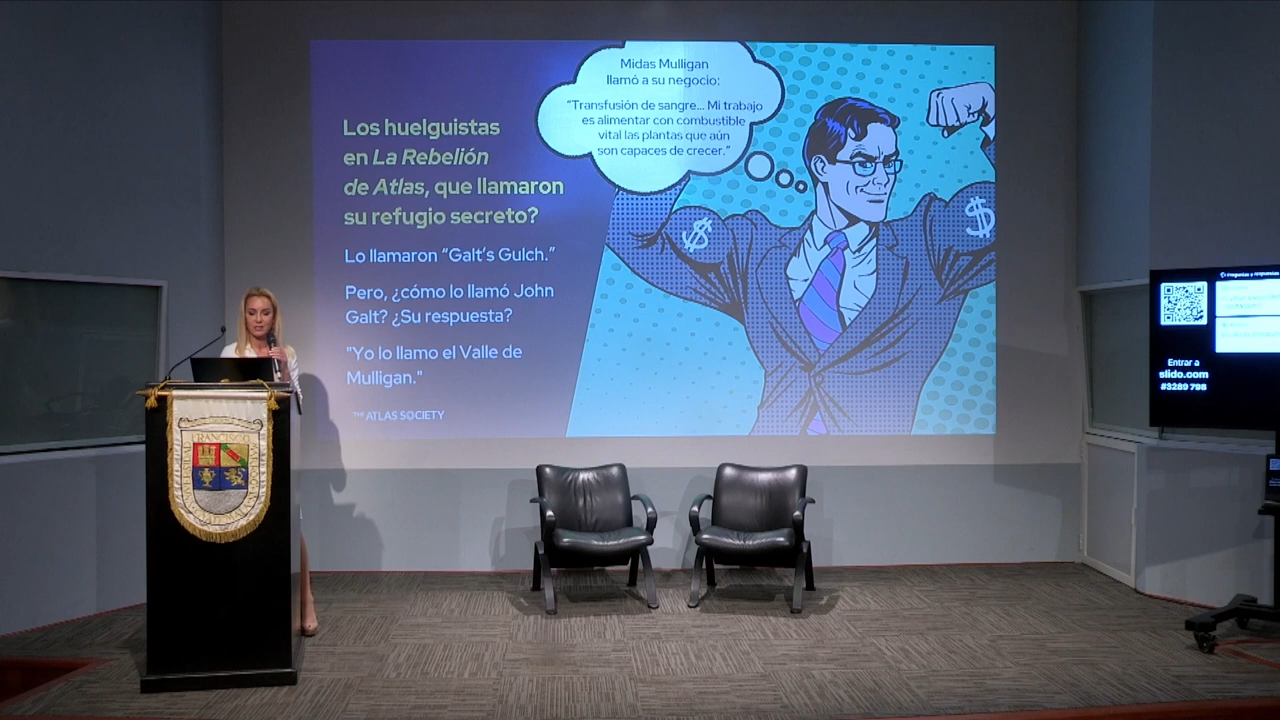 Los huelguistas
en La Rebelión
de Atlas, que llamaron
su refugio secreto?
Lo llamaron “Galt’s Gulch.”
Pero, ¿cómo lo llamó John
Galt? ¿Su respuesta?
"Yo lo llamo el Valle de
Mulligan."
THE ATLAS SOCIETY
Midas Mulligan
llamó a su negocio:
“Transfusión de sangre... Mi trabajo
es alimentar con combustible
vital las plantas que aún
son capaces de crecer.”
$
$
Preguntas y respuestas
Entrar a
slido.com
#3289 798
FRANCISCO